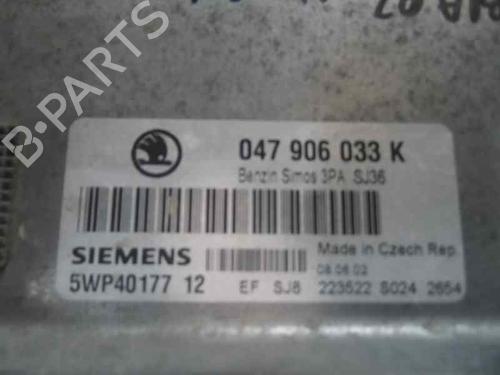 B-PARTS
047 906 033 K
Benzin Simos 3PA SJ36
SIEMENS
Made in Czech Rep.
08.06.02
5WP40177 12
EF SJ8
223522 S024 2654